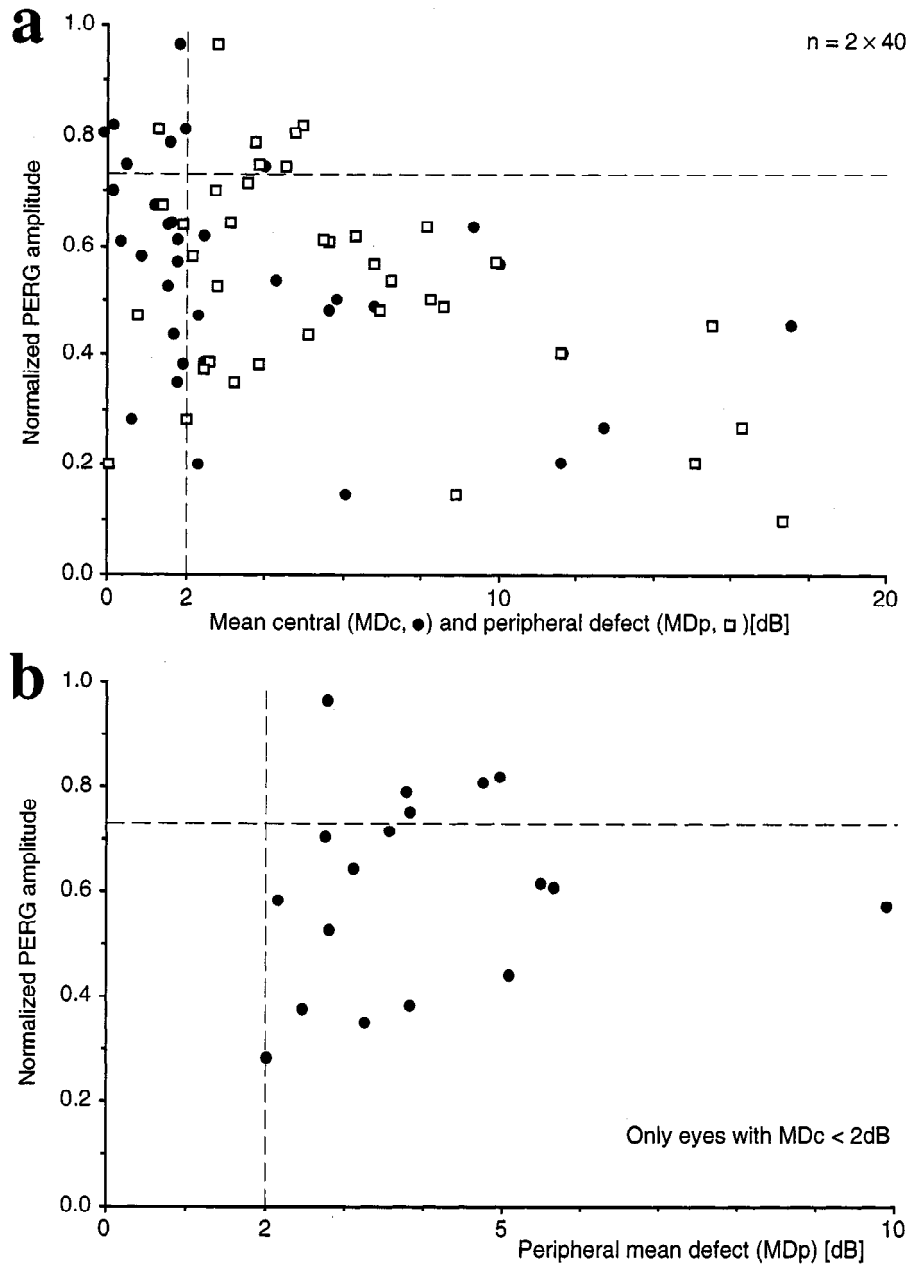 a
n = 2 × 40
1.0
0.8
0.6
0.4
0.2
0.0
Normalized PERG amplitude
0 2 10 20
Mean central (MDc, ●) and peripheral defect (MDp, □)[dB]
b
1.0
0.8
0.6
0.4
0.2
0.0
Normalized PERG amplitude
Only eyes with MDc < 2dB
0 2 5 10
Peripheral mean defect (MDp) [dB]